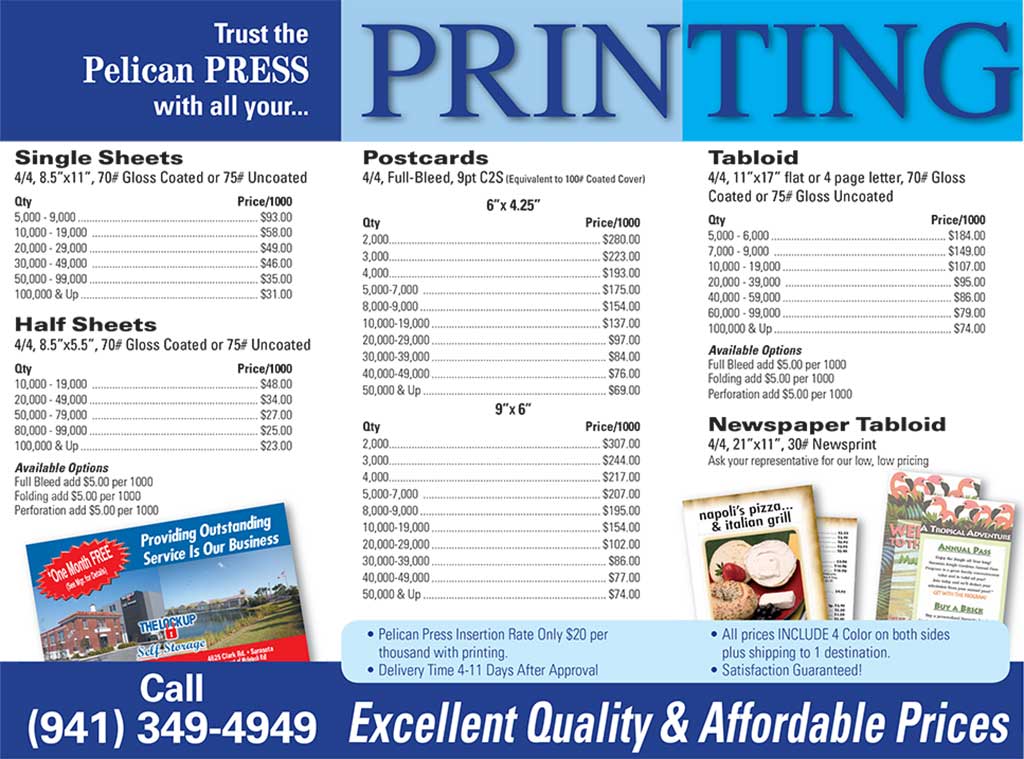 Trust the
Pelican PRESS
with all your...
PRINTING
Single Sheets
4/4, 8.5"x11", 70# Gloss Coated or 75# Uncoated
Qty Price/1000
5,000 - 9,000 $93.00
10,000 - 19,000 $58.00
20,000 - 29,000 $49.00
30,000 - 49,000 $46.00
50,000 - 99,000 $35.00
100,000 & Up $31.00
Half Sheets
4/4, 8.5"x5.5", 70# Gloss Coated or 75# Uncoated
Qty Price/1000
10,000 - 19,000 $48.00
20,000 - 49,000 $34.00
50,000 - 79,000 $27.00
80,000 - 99,000 $25.00
100,000 & Up $23.00
Available Options
Full Bleed add $5.00 per 1000
Folding add $5.00 per 1000
Perforation add $5.00 per 1000
Providing Outstanding
Service Is Our Business
*One Month FREE
(See Mgr. for Details)
THE LOCK UP
Self Storage
4625 Clark Rd. • Sarasota
Postcards
4/4, Full-Bleed, 9pt C2S (Equivalent to 100# Coated Cover)
6"x 4.25"
Qty Price/1000
2,000 $280.00
3,000 $223.00
4,000 $193.00
5,000-7,000 $175.00
8,000-9,000 $154.00
10,000-19,000 $137.00
20,000-29,000 $97.00
30,000-39,000 $84.00
40,000-49,000 $76.00
50,000 & Up $69.00
9"x 6"
Qty Price/1000
2,000 $307.00
3,000 $244.00
4,000 $217.00
5,000-7,000 $207.00
8,000-9,000 $195.00
10,000-19,000 $154.00
20,000-29,000 $102.00
30,000-39,000 $86.00
40,000-49,000 $77.00
50,000 & Up $74.00
Tabloid
4/4, 11"x17" flat or 4 page letter, 70# Gloss
Coated or 75# Gloss Uncoated
Qty Price/1000
5,000 - 6,000 $184.00
7,000 - 9,000 $149.00
10,000 - 19,000 $107.00
20,000 - 39,000 $95.00
40,000 - 59,000 $86.00
60,000 - 99,000 $79.00
100,000 & Up $74.00
Available Options
Full Bleed add $5.00 per 1000
Folding add $5.00 per 1000
Perforation add $5.00 per 1000
Newspaper Tabloid
4/4, 21"x11", 30# Newsprint
Ask your representative for our low, low pricing
napoli's pizza...
& italian grill
A TROPICAL ADVENTURE
ANNUAL PASS
GET WITH THE PROGRAM!
BUY A BRICK
• Pelican Press Insertion Rate Only $20 per
thousand with printing.
• Delivery Time 4-11 Days After Approval
• All prices INCLUDE 4 Color on both sides
plus shipping to 1 destination.
• Satisfaction Guaranteed!
Call
(941) 349-4949
Excellent Quality & Affordable Prices